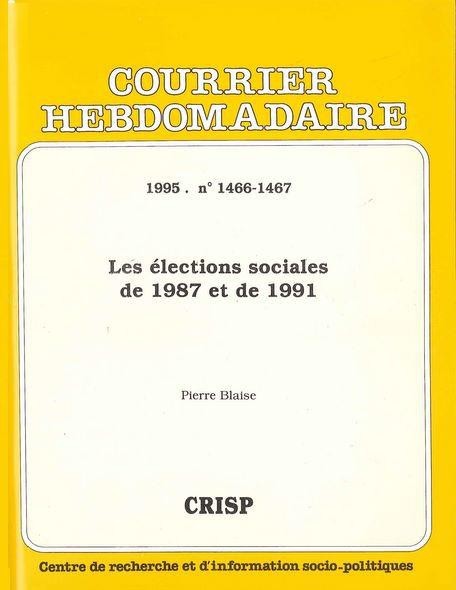 COURRIER
HEBDOMADAIRE
1995 . n° 1466-1467
Les élections sociales
de 1987 et de 1991
Pierre Blaise
CRISP
Centre de recherche et d'information socio-politiques